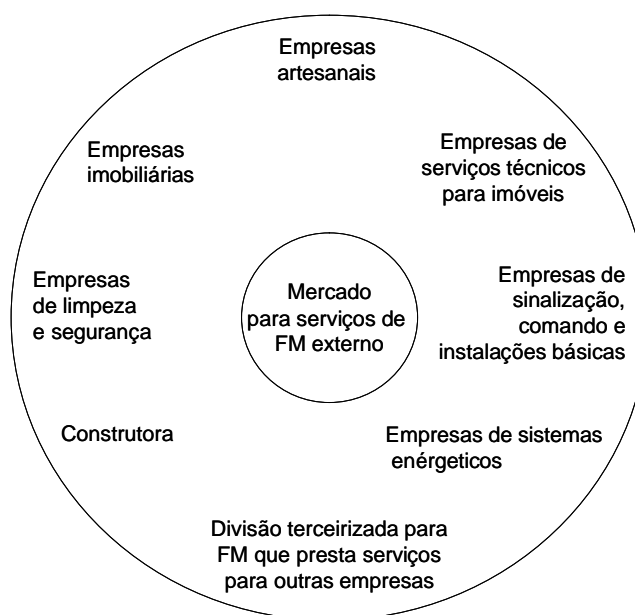 Empresas
artesanais
Empresas
imobiliárias
Empresas de
serviços técnicos
para imóveis
Empresas
de limpeza
e segurança
Mercado
para serviços de
FM externo
Empresas de
sinalização,
comando e
instalações básicas
Construtora
Empresas de sistemas
enérgeticos
Divisão terceirizada para
FM que presta serviços
para outras empresas